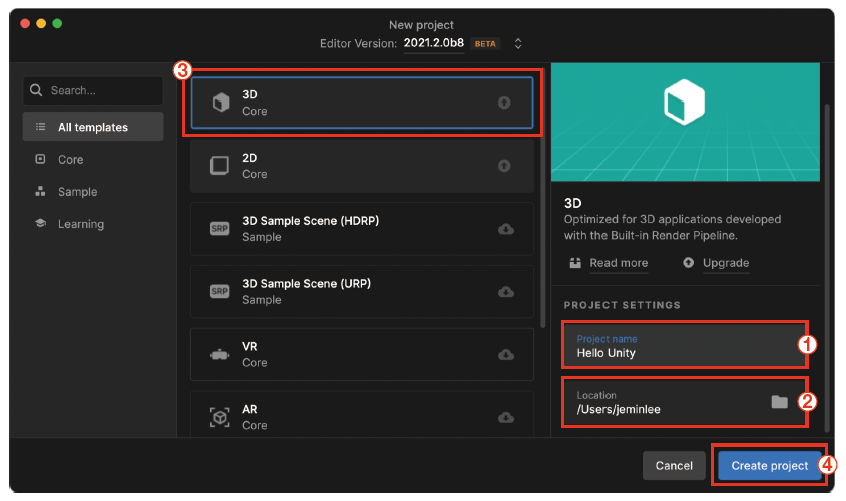 New project
Editor Version: 2021.2.0b8 BETA
Search...
All templates
Core
Sample
Learning
③
3D
Core
2D
Core
SRP
3D Sample Scene (HDRP)
Sample
SRP
3D Sample Scene (URP)
Sample
VR
Core
AR
Core
3D
Optimized for 3D applications developed
with the Built-in Render Pipeline.
Read more
Upgrade
PROJECT SETTINGS
Project name
Hello Unity
①
Location
/Users/jeminlee
②
Cancel
Create project
④